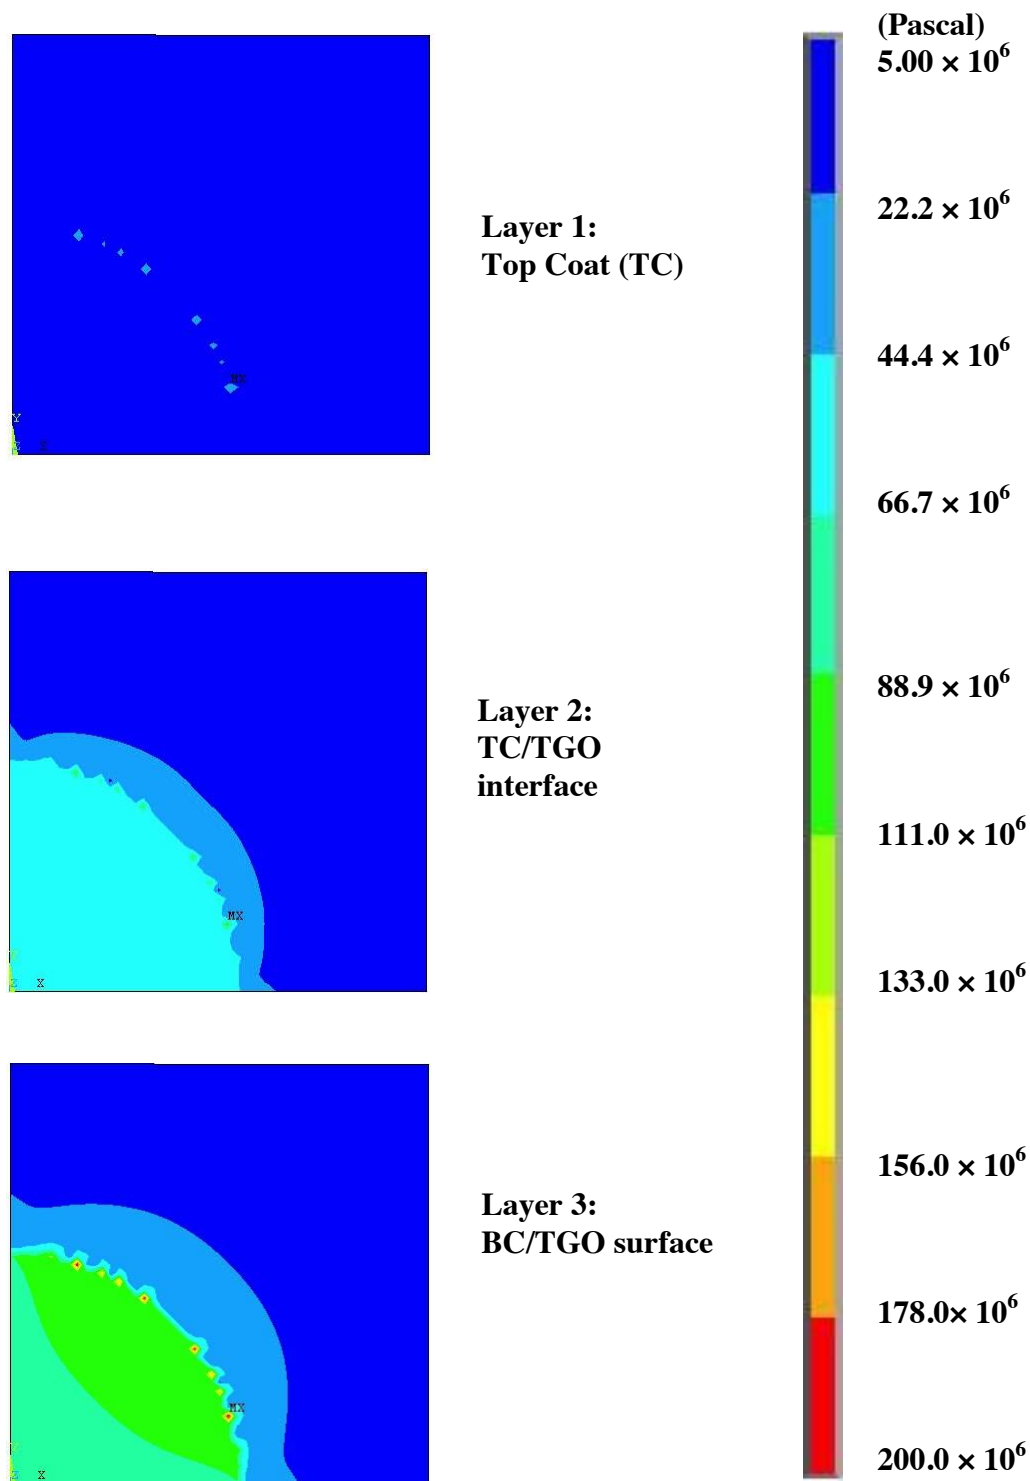 (Pascal)
5.00 × 10⁶
22.2 × 10⁶
44.4 × 10⁶
66.7 × 10⁶
88.9 × 10⁶
111.0 × 10⁶
133.0 × 10⁶
156.0 × 10⁶
178.0× 10⁶
200.0 × 10⁶
Layer 1:
Top Coat (TC)
MX
Y
Z
Layer 2:
TC/TGO
interface
MX
Z X
Layer 3:
BC/TGO surface
MX
Z X